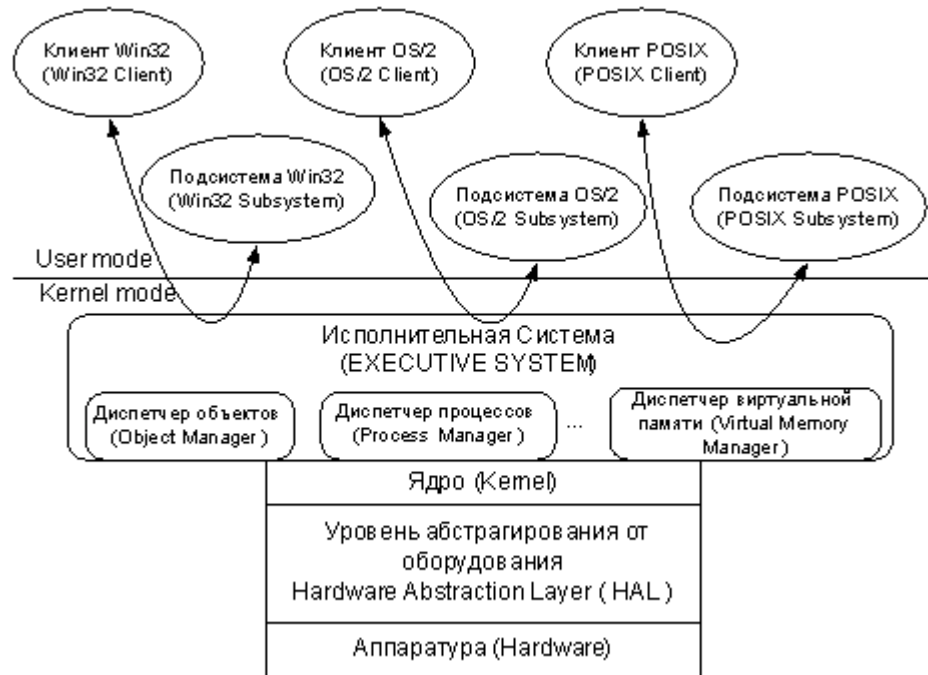 Клиент Win32
(Win32 Client)
Клиент OS/2
(OS/2 Client)
Клиент POSIX
(POSIX Client)
Подсистема Win32
(Win32 Subsystem)
Подсистема OS/2
(OS/2 Subsystem)
Подсистема POSIX
(POSIX Subsystem)
User mode
Kernel mode
Исполнительная Система
(EXECUTIVE SYSTEM)
Диспетчер объектов
(Object Manager)
Диспетчер процессов
(Process Manager)
...
Диспетчер виртуальной
памяти (Virtual Memory
Manager)
Ядро (Kernel)
Уровень абстрагирования от
оборудования
Hardware Abstraction Layer ( HAL )
Аппаратура (Hardware)